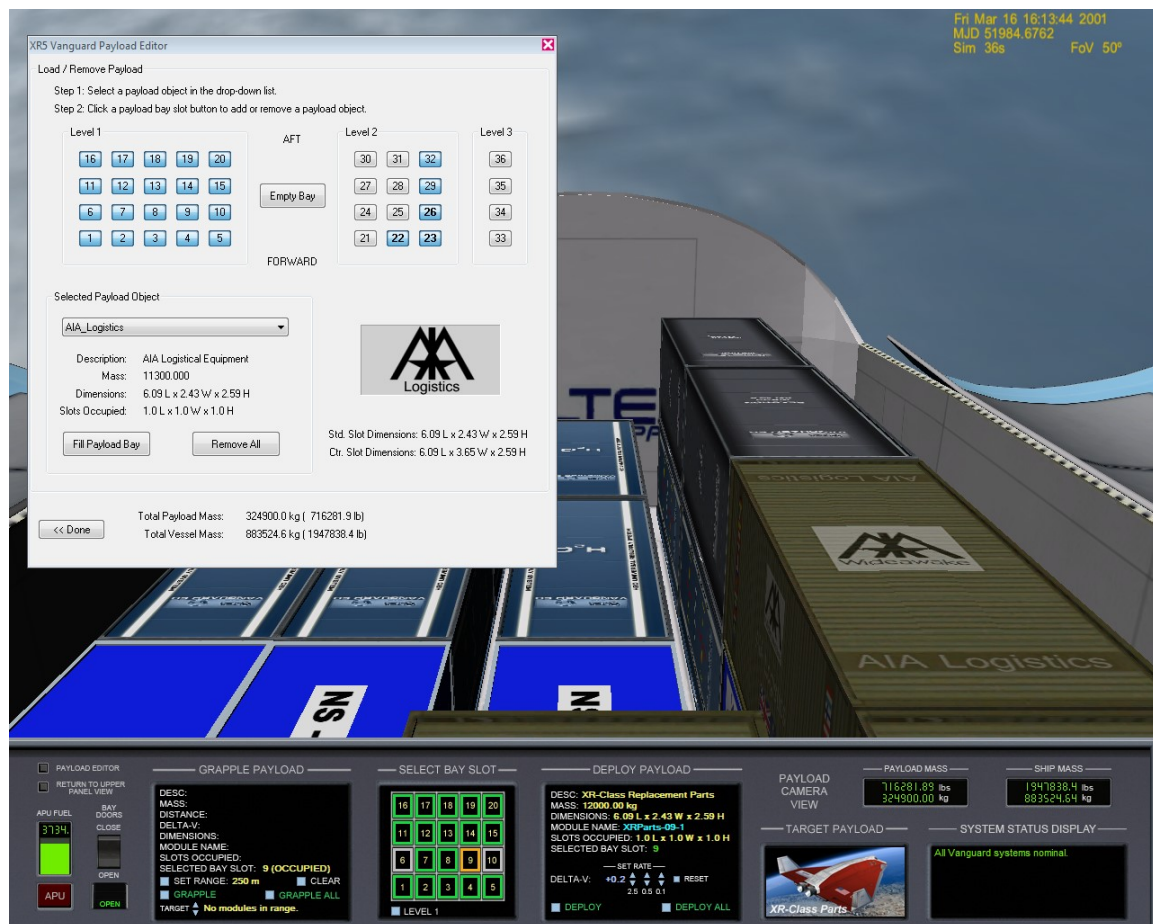 Fri Mar 16 16:13:44 2001
MJD 51984.6762
Sim 36s FoV 50°
XR5 Vanguard Payload Editor
Load / Remove Payload
Step 1: Select a payload object in the drop-down list.
Step 2: Click a payload bay slot button to add or remove a payload object.
Level 1 AFT Level 2 Level 3
16 17 18 19 20 30 31 32 36
11 12 13 14 15 27 28 29 35
Empty Bay
6 7 8 9 10 24 25 26 34
1 2 3 4 5 21 22 23 33
FORWARD
Selected Payload Object
AIA_Logistics
Description: AIA Logistical Equipment
Mass: 11300.000
Dimensions: 6.09 L x 2.43 W x 2.59 H
Slots Occupied: 1.0 L x 1.0 W x 1.0 H
Fill Payload Bay Remove All
Logistics
Std. Slot Dimensions: 6.09 L x 2.43 W x 2.59 H
Ctr. Slot Dimensions: 6.09 L x 3.65 W x 2.59 H
<< Done
Total Payload Mass: 324900.0 kg ( 716281.9 lb)
Total Vessel Mass: 883524.6 kg ( 1947838.4 lb)
AIA Logistics
Wideawake
AIA Logistics
PAYLOAD EDITOR
RETURN TO UPPER
PANEL VIEW
APU FUEL
3734.
APU
BAY
DOORS
CLOSE
OPEN
OPEN
GRAPPLE PAYLOAD
DESC:
MASS:
DISTANCE:
DELTA-V:
DIMENSIONS:
MODULE NAME:
SLOTS OCCUPIED:
SELECTED BAY SLOT: 9 (OCCUPIED)
SET RANGE: 250 m CLEAR
GRAPPLE GRAPPLE ALL
TARGET No modules in range.
SELECT BAY SLOT
16 17 18 19 20
11 12 13 14 15
6 7 8 9 10
1 2 3 4 5
LEVEL 1
DEPLOY PAYLOAD
DESC: XR-Class Replacement Parts
MASS: 12000.00 kg
DIMENSIONS: 6.09 L x 2.43 W x 2.59 H
MODULE NAME: XRParts-09-1
SLOTS OCCUPIED: 1.0 L x 1.0 W x 1.0 H
SELECTED BAY SLOT: 9
SET RATE
DELTA-V: +0.2 RESET
2.5 0.5 0.1
DEPLOY DEPLOY ALL
PAYLOAD
CAMERA
VIEW
PAYLOAD MASS
716281.89 lbs
324900.00 kg
SHIP MASS
1947838.4 lbs
883524.64 kg
TARGET PAYLOAD
XR-Class Parts
SYSTEM STATUS DISPLAY
All Vanguard systems nominal.